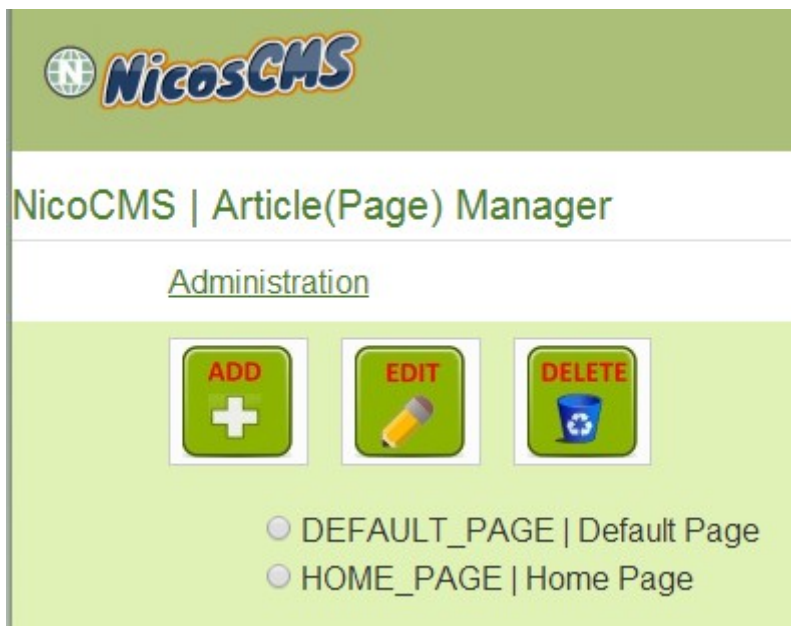 N NicosCMS
NicoCMS | Article(Page) Manager
Administration
ADD EDIT DELETE
DEFAULT_PAGE | Default Page
HOME_PAGE | Home Page